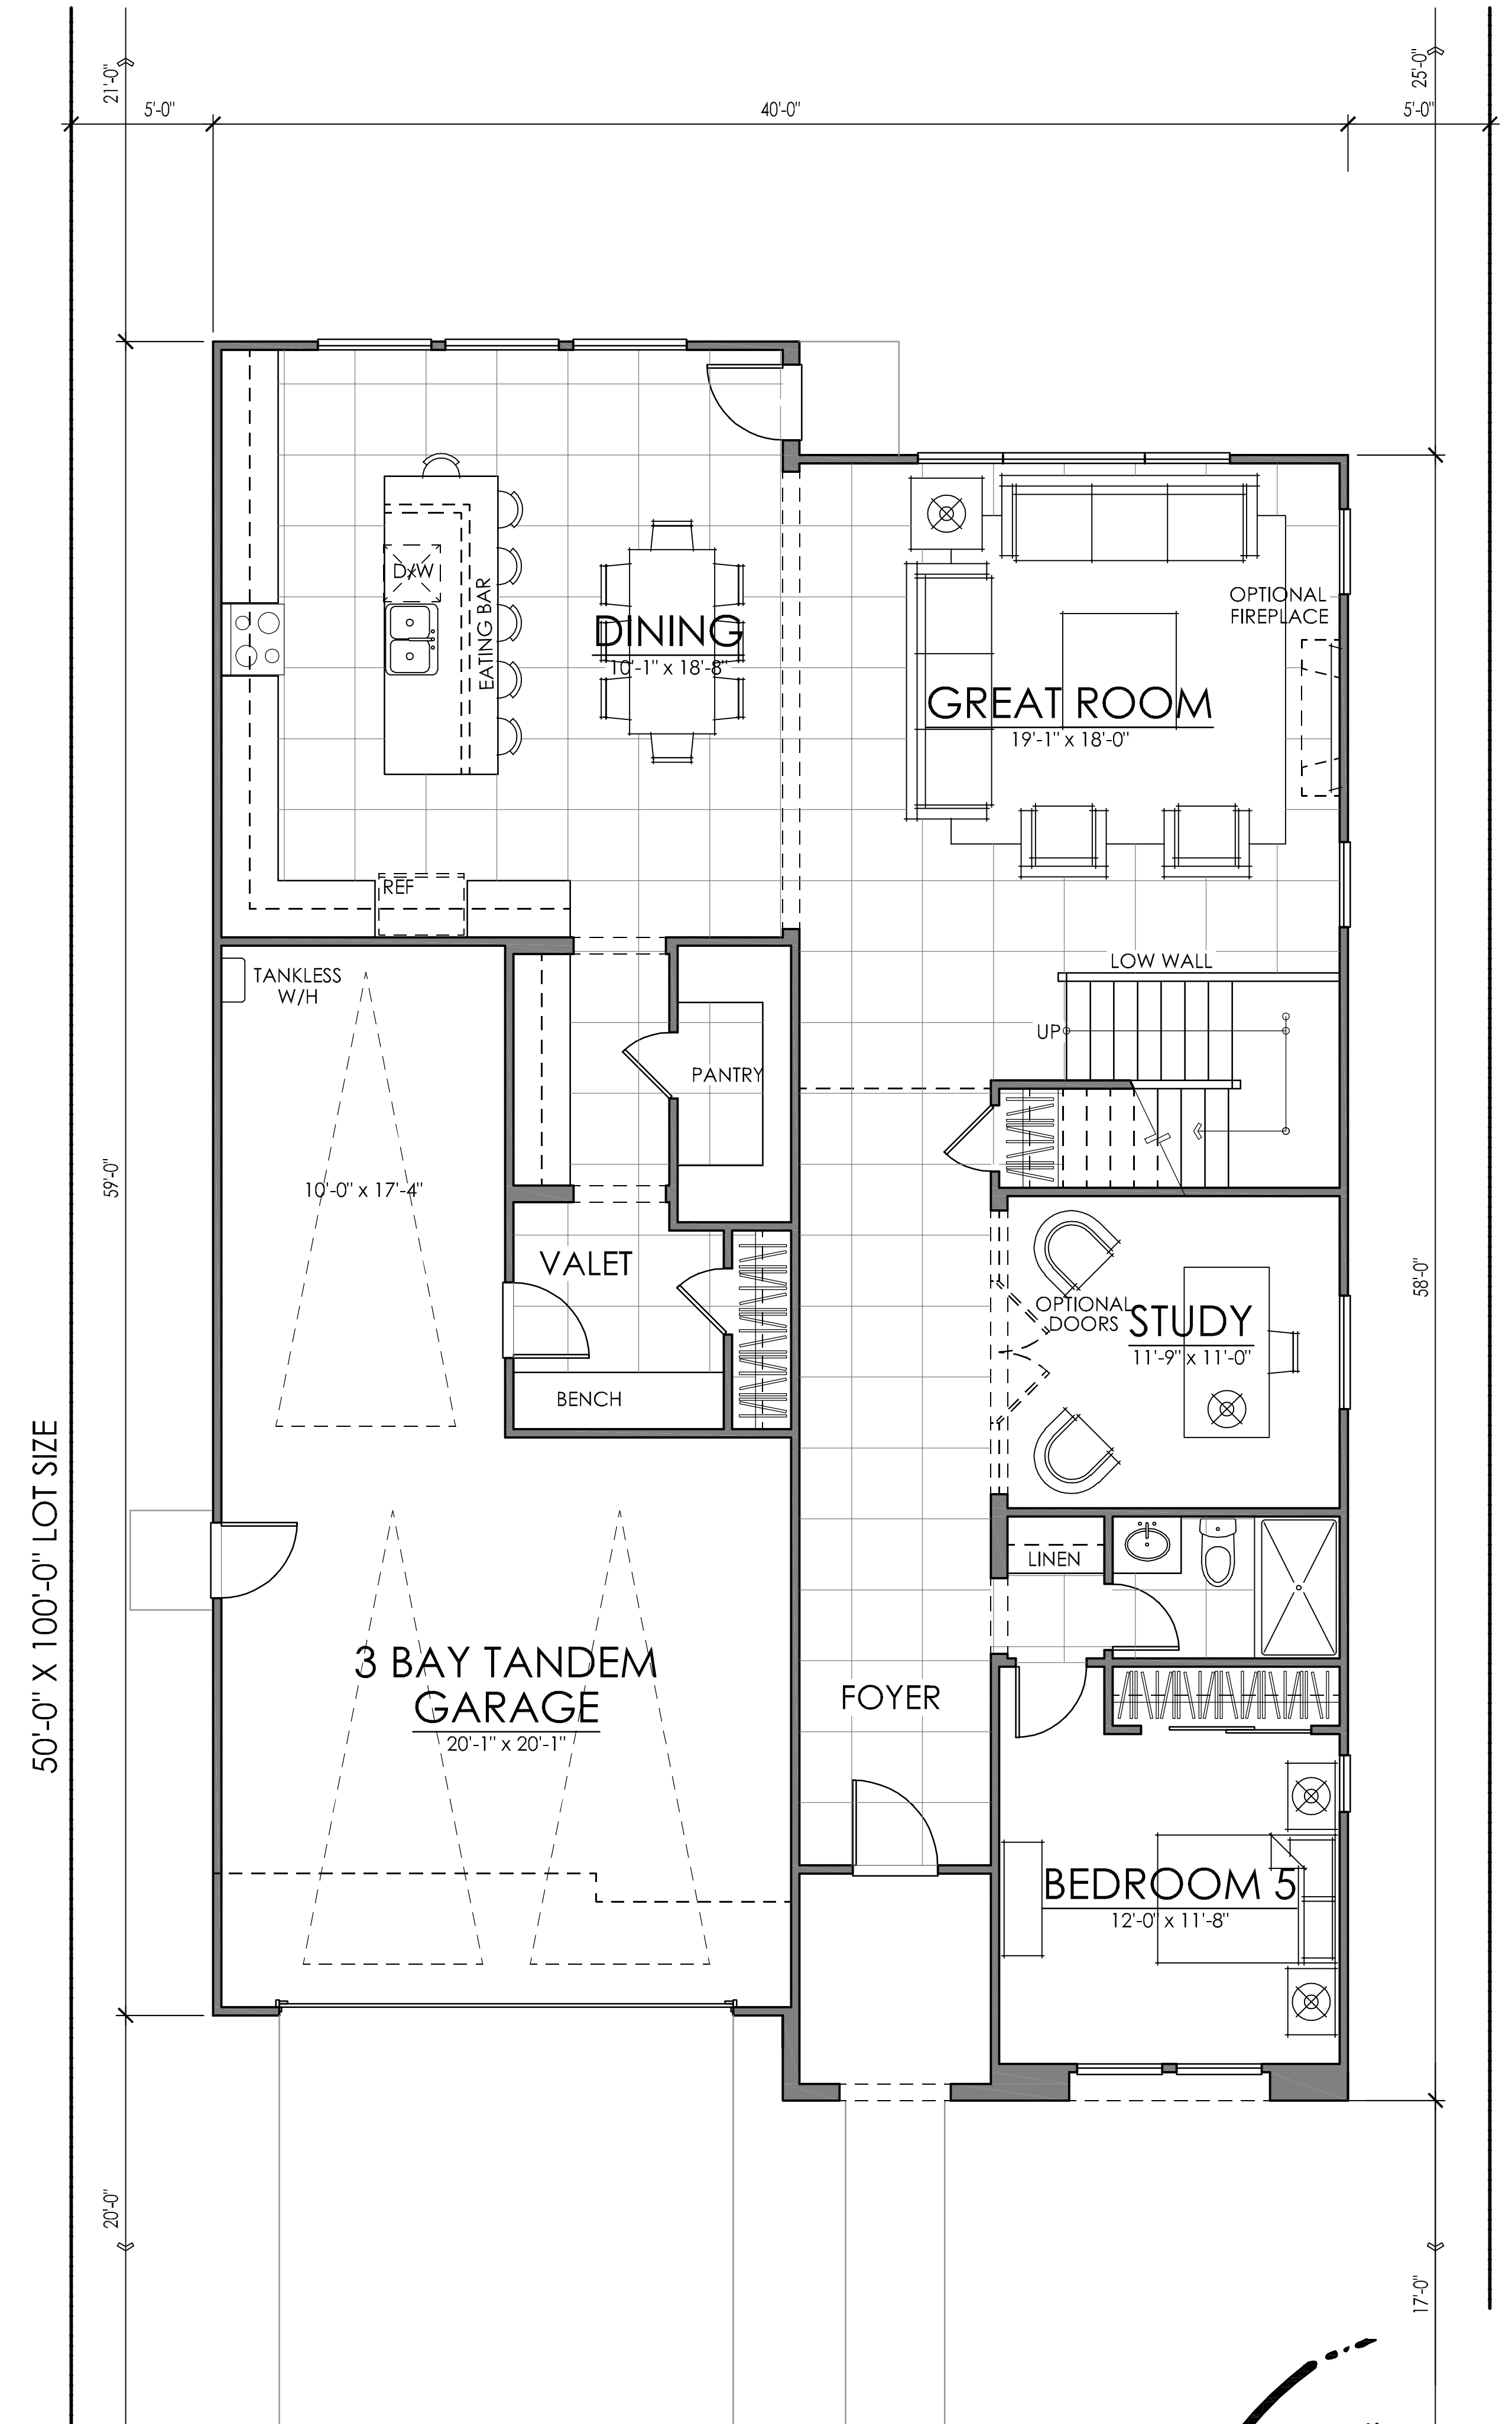 21'-0"
25'-0"
5'-0"
40'-0"
5'-0"
D/W
EATING BAR
DINING
10'-1" x 18'-8"
OPTIONAL
FIREPLACE
GREAT ROOM
19'-1" x 18'-0"
REF
TANKLESS
W/H
LOW WALL
UP
PANTRY
59'-0"
10'-0" x 17'-4"
VALET
58'-0"
OPTIONAL
DOORS
STUDY
11'-9" x 11'-0"
BENCH
50'-0" X 100'-0" LOT SIZE
LINEN
3 BAY TANDEM
GARAGE
20'-1" x 20'-1"
FOYER
BEDROOM 5
12'-0" x 11'-8"
20'-0"
17'-0"